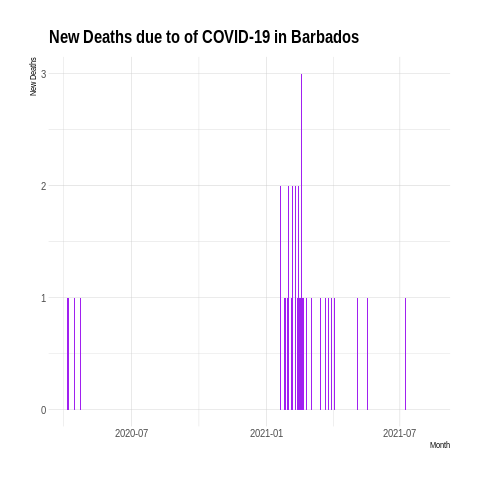 New Deaths due to of COVID-19 in Barbados
New Deaths
3
2
1
0
2020-07 2021-01 2021-07
Month